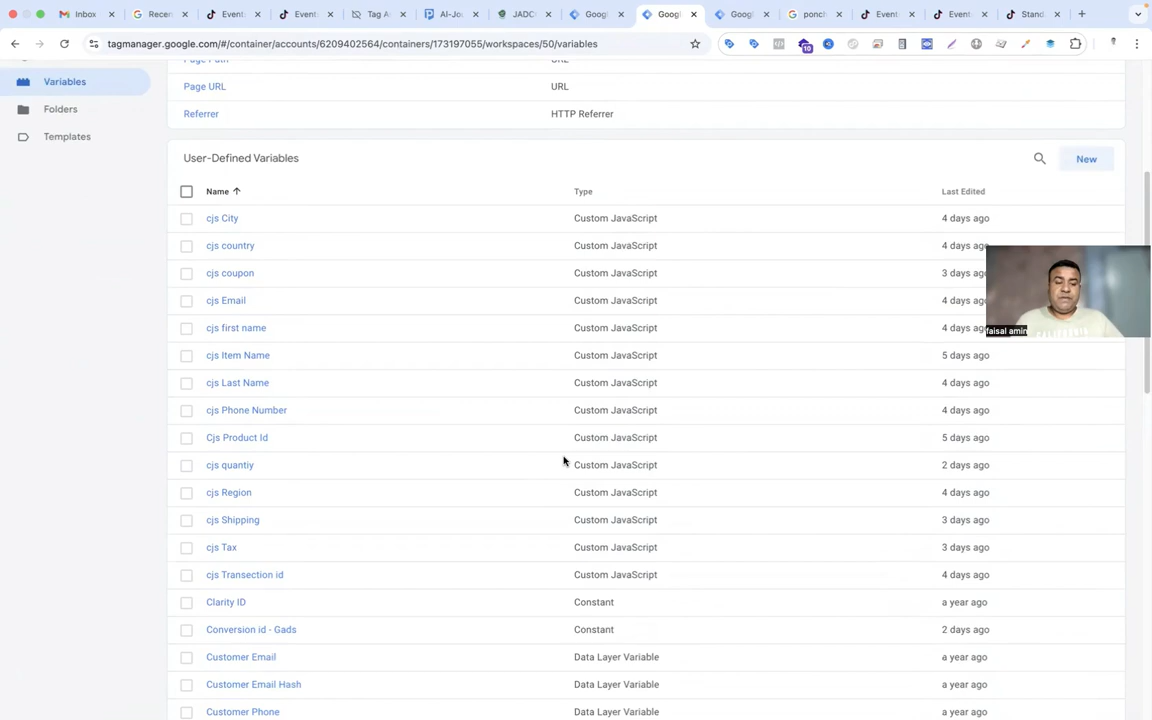 Inbox
Recen
Event:
Event:
Tag A
AI-Jo
JADC
Googl
Googl
Googl
ponch
Event
Event
Stand
tagmanager.google.com/#/container/accounts/6209402564/containers/173197055/workspaces/50/variables
10
Page Path URL
Variables
Page URL URL
Folders
Referrer HTTP Referrer
Templates
User-Defined Variables
New
Name Type Last Edited
cjs City Custom JavaScript 4 days ago
cjs country Custom JavaScript 4 days ago
cjs coupon Custom JavaScript 3 days ago
cjs Email Custom JavaScript 4 days ago
cjs first name Custom JavaScript 4 days ago
faisal amin
CALIFORNIA
cjs Item Name Custom JavaScript 5 days ago
cjs Last Name Custom JavaScript 4 days ago
cjs Phone Number Custom JavaScript 4 days ago
Cjs Product Id Custom JavaScript 5 days ago
cjs quantiy Custom JavaScript 2 days ago
cjs Region Custom JavaScript 4 days ago
cjs Shipping Custom JavaScript 3 days ago
cjs Tax Custom JavaScript 3 days ago
cjs Transection id Custom JavaScript 4 days ago
Clarity ID Constant a year ago
Conversion id - Gads Constant 2 days ago
Customer Email Data Layer Variable a year ago
Customer Email Hash Data Layer Variable a year ago
Customer Phone Data Layer Variable a year ago